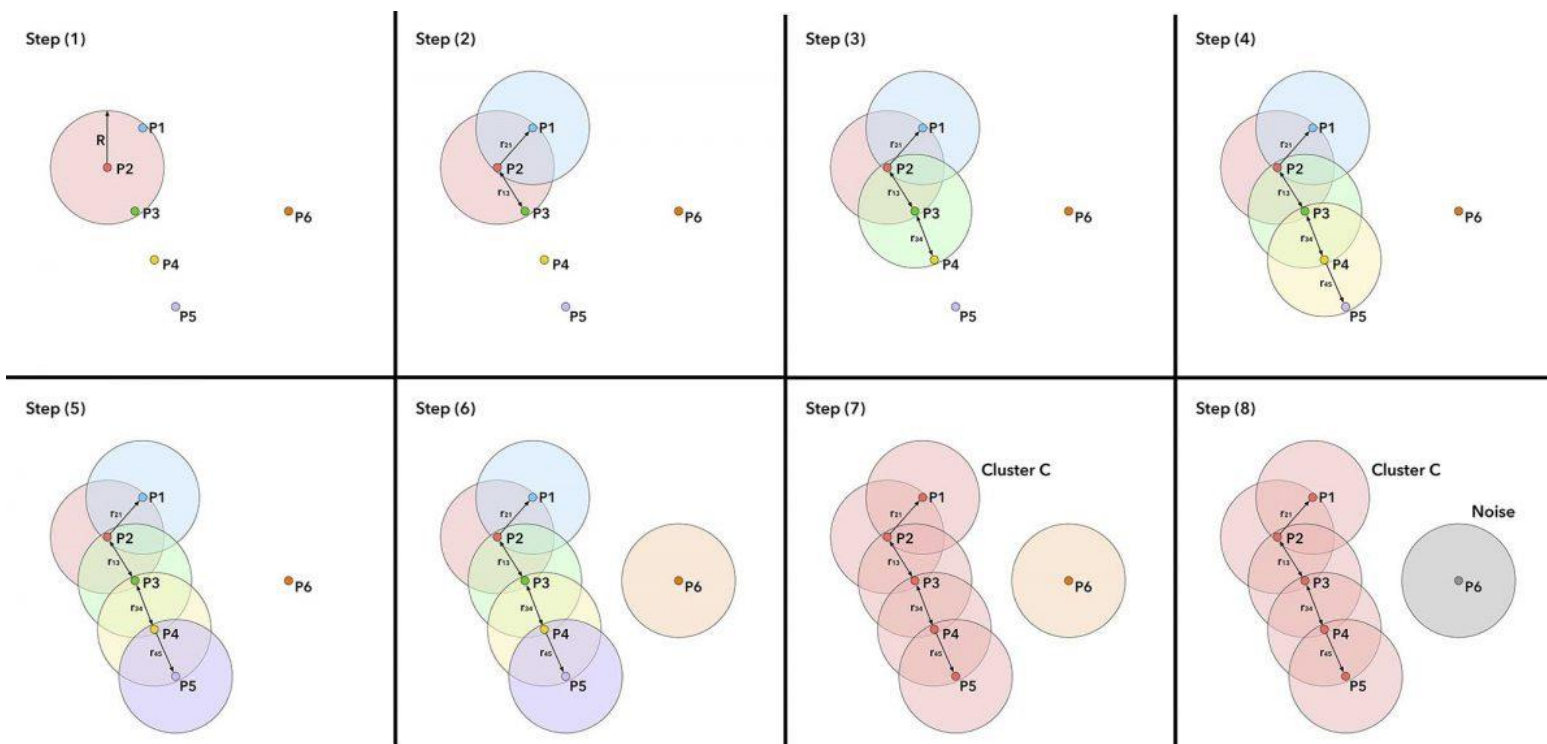 Step (1)
R
P1
P2
P3
P6
P4
P5
Step (2)
P1
r21
P2
r13
P3
P6
P4
P5
Step (3)
P1
r21
P2
r13
P3
P6
r34
P4
P5
Step (4)
P1
r21
P2
r13
P3
P6
r34
P4
r45
P5
Step (5)
P1
r21
P2
r13
P3
P6
r34
P4
r45
P5
Step (6)
P1
r21
P2
r13
P3
P6
r34
P4
r45
P5
Step (7)
Cluster C
P1
r21
P2
r13
P3
P6
r34
P4
r45
P5
Step (8)
Cluster C
P1
Noise
r21
P2
r13
P3
P6
r34
P4
r45
P5